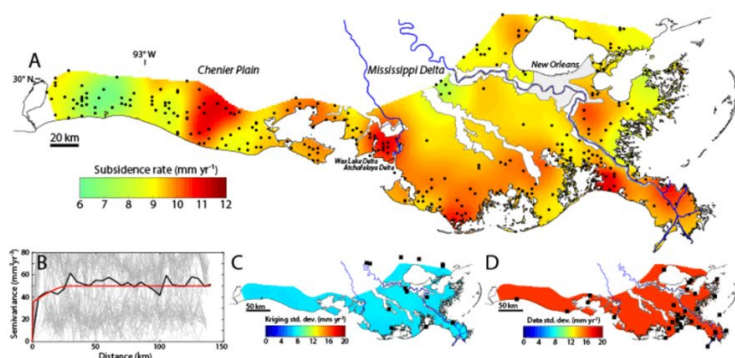 A
93° W
30° N
Chenier Plain
Mississippi Delta
New Orleans
20 km
Wax Lake Delta
Atchafalaya Delta
Subsidence rate (mm yr⁻¹)
6 7 8 9 10 11 12
B
Semivariance (mm²yr⁻²)
80
60
40
20
0
0 50 100 150
Distance (km)
C
50 km
Kriging std. dev. (mm yr⁻¹)
0 4 8 12 16 20
D
50 km
Data std. dev. (mm yr⁻¹)
0 4 8 12 16 20